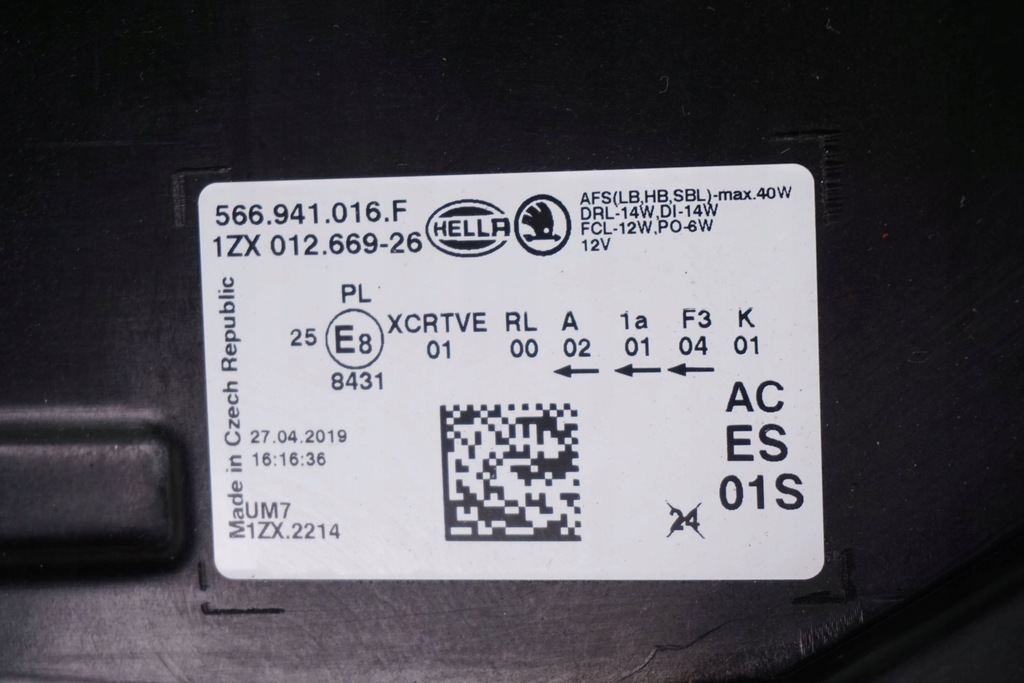 566.941.016.F
1ZX 012.669-26
HELLA
AFS(LB,HB,SBL)-max.40W
DRL-14W,DI-14W
FCL-12W,PO-6W
12V
PL
25 E8 XCRTVE RL A 1a F3 K
01 00 02 01 04 01
8431
AC
ES
01S
Made in Czech Republic
27.04.2019
16:16:36
UM7
1ZX.2214
24